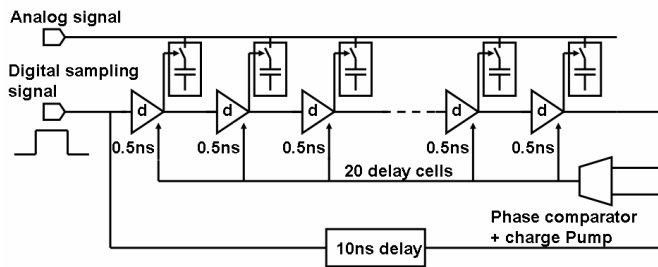 Analog signal
Digital sampling
signal
d d d d d
0.5ns 0.5ns 0.5ns 0.5ns 0.5ns
20 delay cells
Phase comparator
+ charge Pump
10ns delay